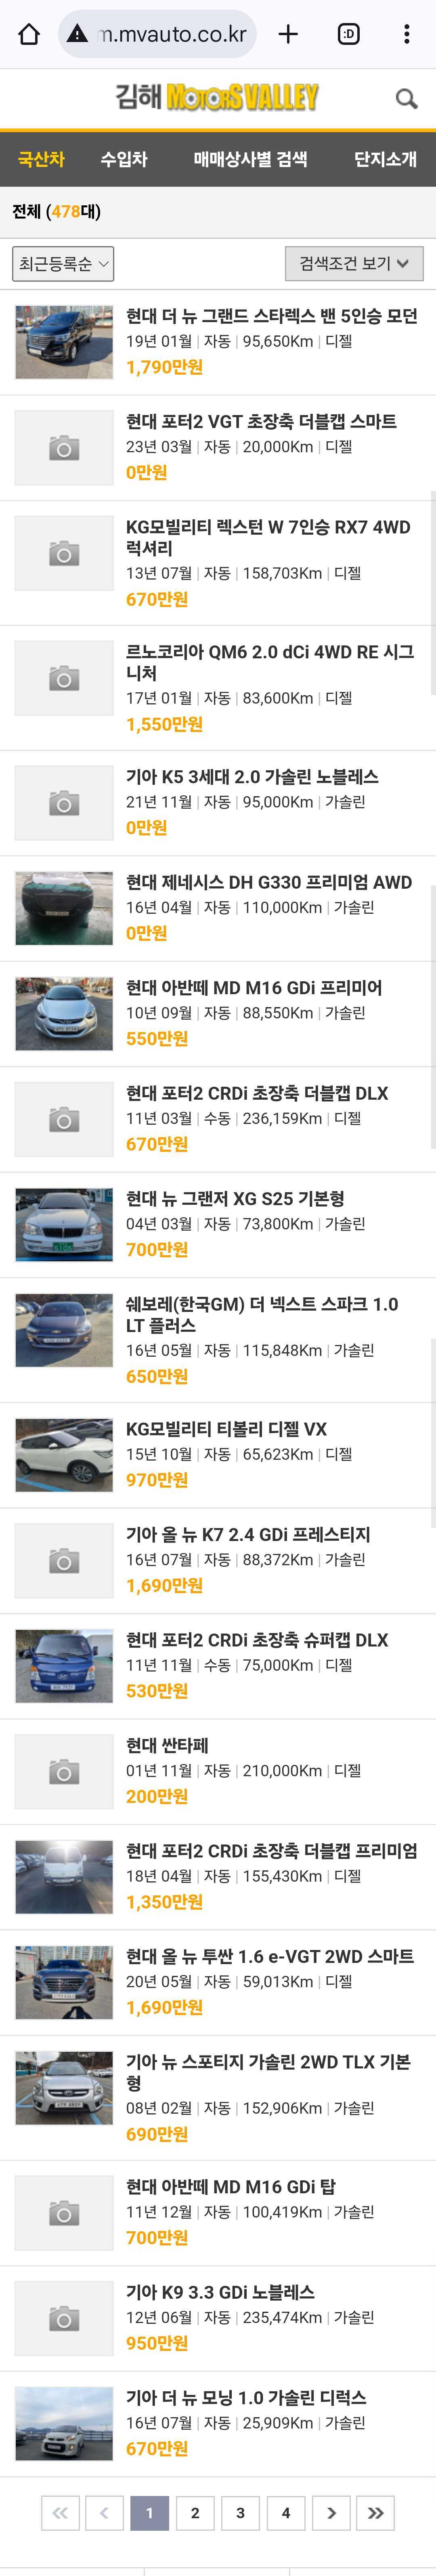 m.mvauto.co.kr
:D
김해 MOTORS VALLEY
국산차 수입차 매매상사별 검색 단지소개
전체 (478대)
최근등록순 검색조건 보기
현대 더 뉴 그랜드 스타렉스 밴 5인승 모던
19년 01월 | 자동 | 95,650Km | 디젤
1,790만원
현대 포터2 VGT 초장축 더블캡 스마트
23년 03월 | 자동 | 20,000Km | 디젤
0만원
KG모빌리티 렉스턴 W 7인승 RX7 4WD
럭셔리
13년 07월 | 자동 | 158,703Km | 디젤
670만원
르노코리아 QM6 2.0 dCi 4WD RE 시그
니처
17년 01월 | 자동 | 83,600Km | 디젤
1,550만원
기아 K5 3세대 2.0 가솔린 노블레스
21년 11월 | 자동 | 95,000Km | 가솔린
0만원
현대 제네시스 DH G330 프리미엄 AWD
16년 04월 | 자동 | 110,000Km | 가솔린
0만원
현대 아반떼 MD M16 GDi 프리미어
10년 09월 | 자동 | 88,550Km | 가솔린
550만원
현대 포터2 CRDi 초장축 더블캡 DLX
11년 03월 | 수동 | 236,159Km | 디젤
670만원
현대 뉴 그랜저 XG S25 기본형
04년 03월 | 자동 | 73,800Km | 가솔린
700만원
쉐보레(한국GM) 더 넥스트 스파크 1.0
LT 플러스
16년 05월 | 자동 | 115,848Km | 가솔린
650만원
KG모빌리티 티볼리 디젤 VX
15년 10월 | 자동 | 65,623Km | 디젤
970만원
기아 올 뉴 K7 2.4 GDi 프레스티지
16년 07월 | 자동 | 88,372Km | 가솔린
1,690만원
현대 포터2 CRDi 초장축 슈퍼캡 DLX
11년 11월 | 수동 | 75,000Km | 디젤
530만원
현대 싼타페
01년 11월 | 자동 | 210,000Km | 디젤
200만원
현대 포터2 CRDi 초장축 더블캡 프리미엄
18년 04월 | 자동 | 155,430Km | 디젤
1,350만원
현대 올 뉴 투싼 1.6 e-VGT 2WD 스마트
20년 05월 | 자동 | 59,013Km | 디젤
1,690만원
기아 뉴 스포티지 가솔린 2WD TLX 기본
형
08년 02월 | 자동 | 152,906Km | 가솔린
690만원
현대 아반떼 MD M16 GDi 탑
11년 12월 | 자동 | 100,419Km | 가솔린
700만원
기아 K9 3.3 GDi 노블레스
12년 06월 | 자동 | 235,474Km | 가솔린
950만원
기아 더 뉴 모닝 1.0 가솔린 디럭스
16년 07월 | 자동 | 25,909Km | 가솔린
670만원
1 2 3 4